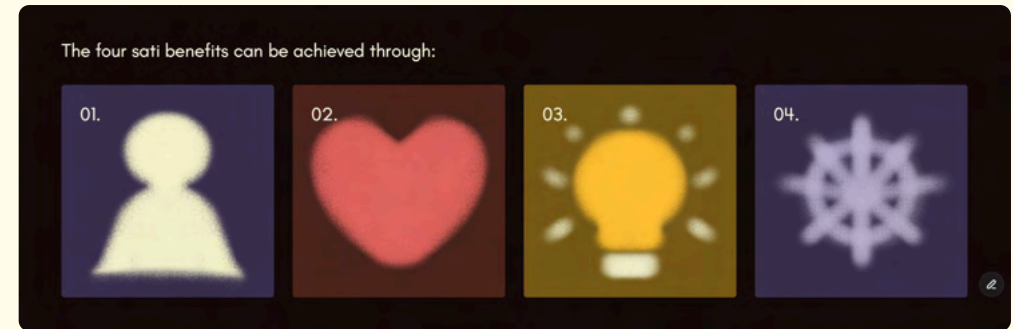 The four sati benefits can be achieved through:
01.
02.
03.
04.